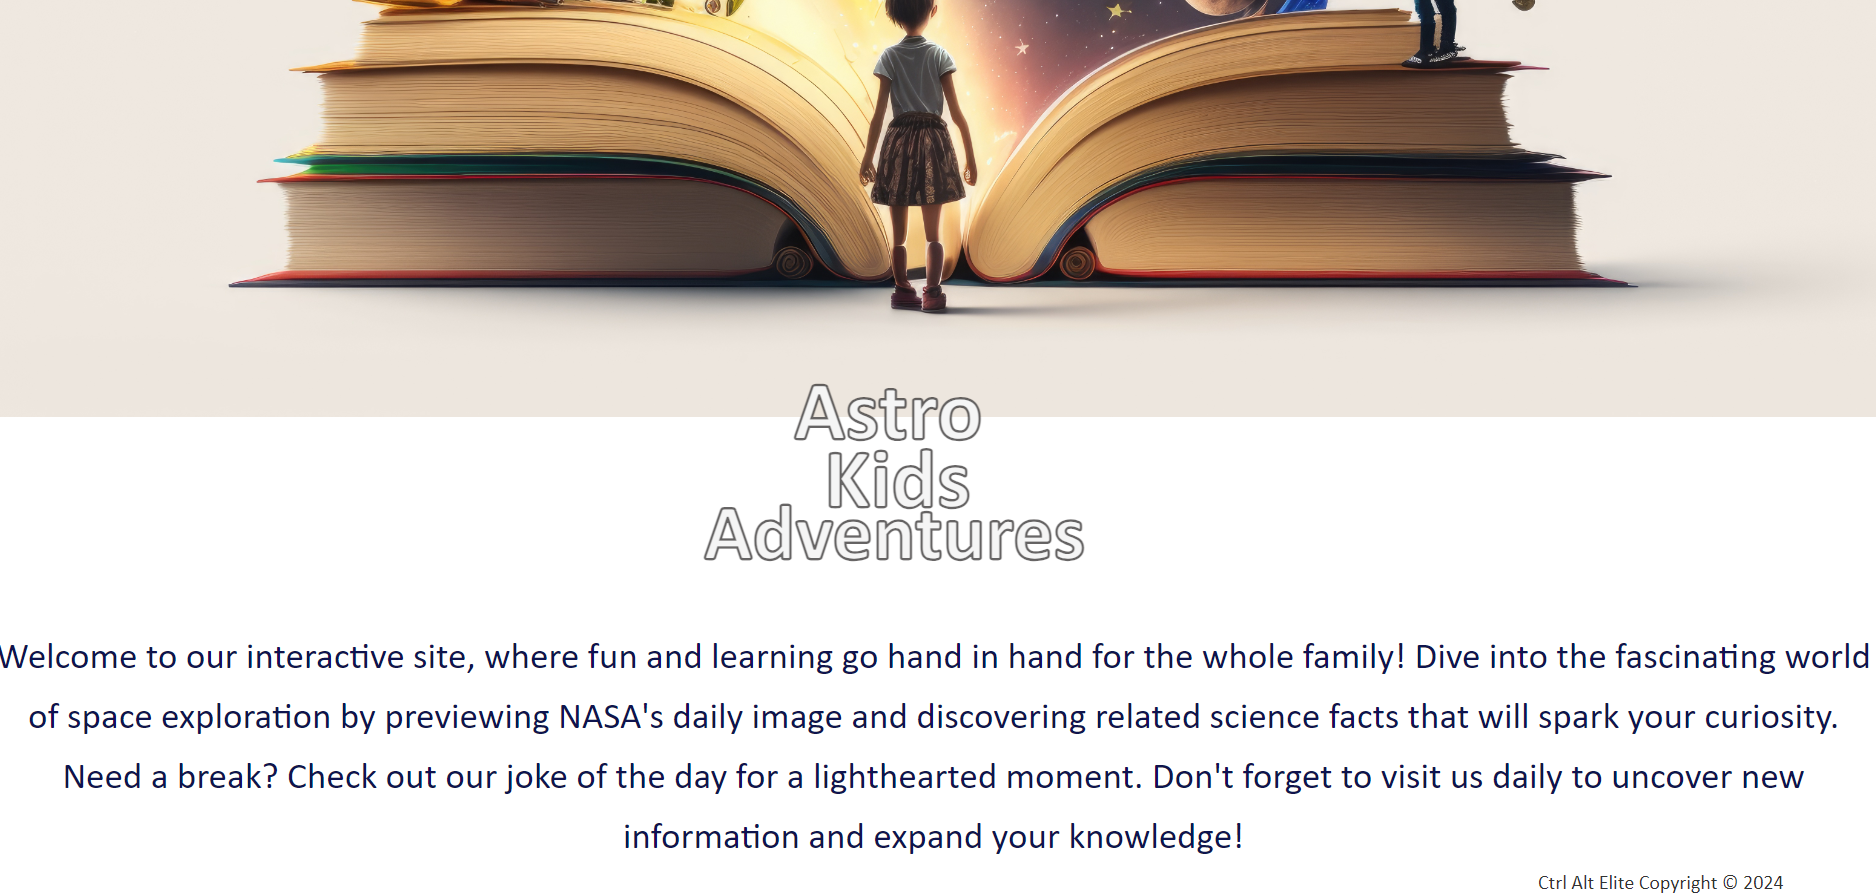 Astro
Kids
Adventures
Welcome to our interactive site, where fun and learning go hand in hand for the whole family! Dive into the fascinating world
of space exploration by previewing NASA's daily image and discovering related science facts that will spark your curiosity.
Need a break? Check out our joke of the day for a lighthearted moment. Don't forget to visit us daily to uncover new
information and expand your knowledge!
Ctrl Alt Elite Copyright © 2024